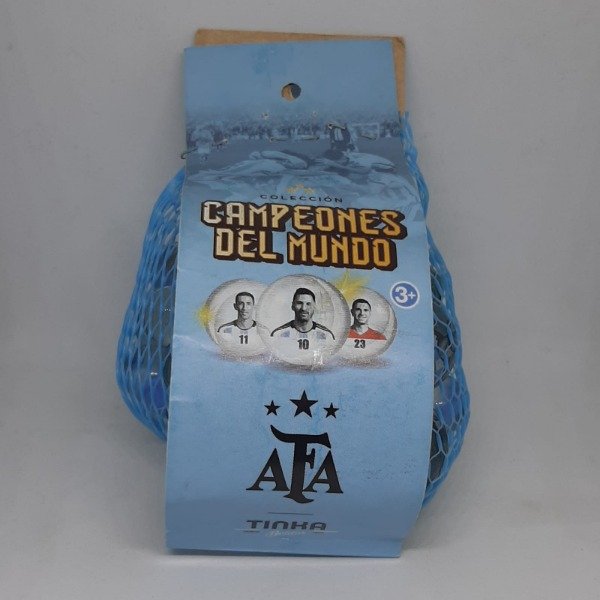 COLECCIÓN
CAMPEONES
DEL MUNDO
3+
11
10
23
AFA
TINKA